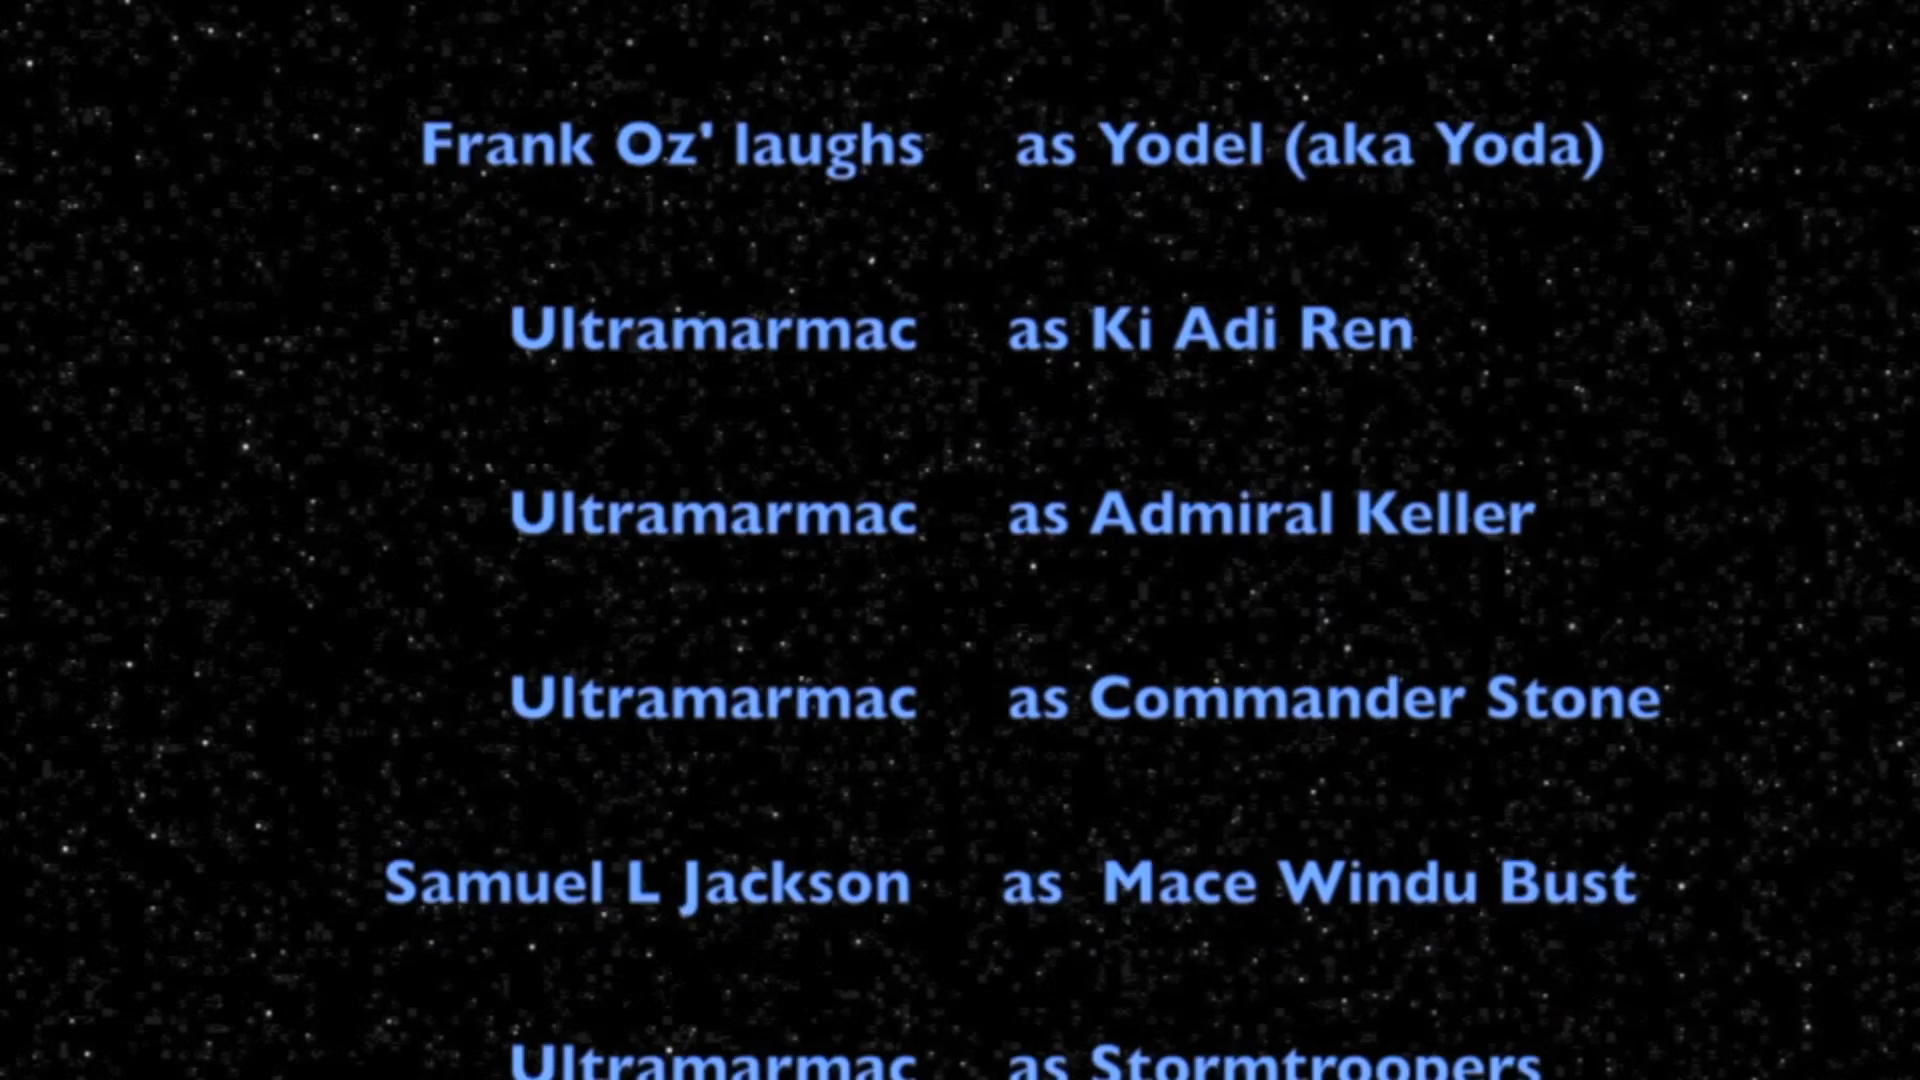 Frank Oz' laughs as Yodel (aka Yoda)
Ultramarmac as Ki Adi Ren
Ultramarmac as Admiral Keller
Ultramarmac as Commander Stone
Samuel L Jackson as Mace Windu Bust
Ultramarmac as Stormtroopers